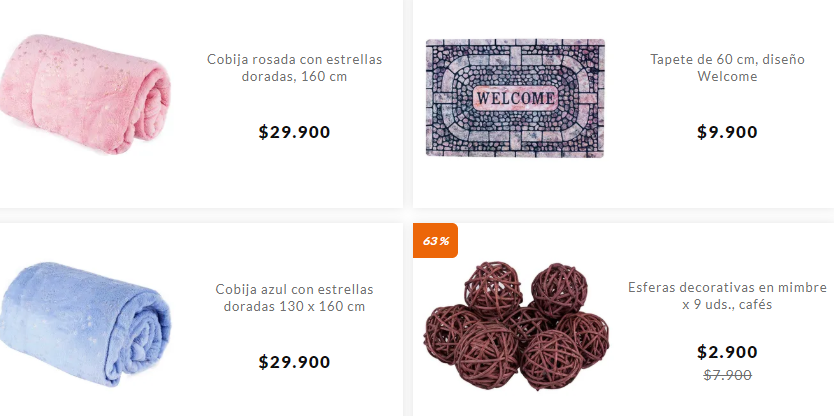 Cobija rosada con estrellas
doradas, 160 cm
$29.900
WELCOME
Tapete de 60 cm, diseño
Welcome
$9.900
Cobija azul con estrellas
doradas 130 x 160 cm
$29.900
63%
Esferas decorativas en mimbre
x 9 uds., cafés
$2.900
$7.900